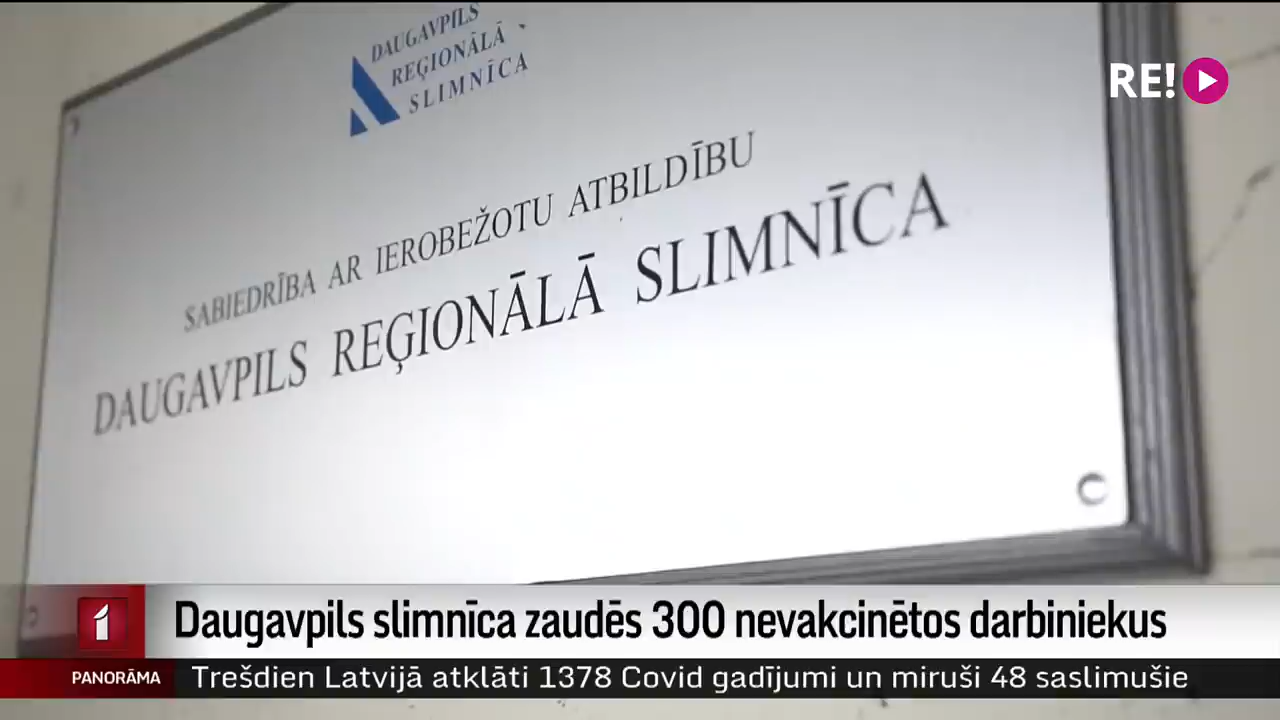 DAUGAVPILS
REĢIONĀLĀ
SLIMNĪCA
RE!
SABIEDRĪBA AR IEROBEŽOTU ATBILDĪBU
DAUGAVPILS REĢIONĀLĀ SLIMNĪCA
1
Daugavpils slimnīca zaudēs 300 nevakcinētos darbiniekus
PANORĀMA
Trešdien Latvijā atklāti 1378 Covid gadījumi un miruši 48 saslimušie